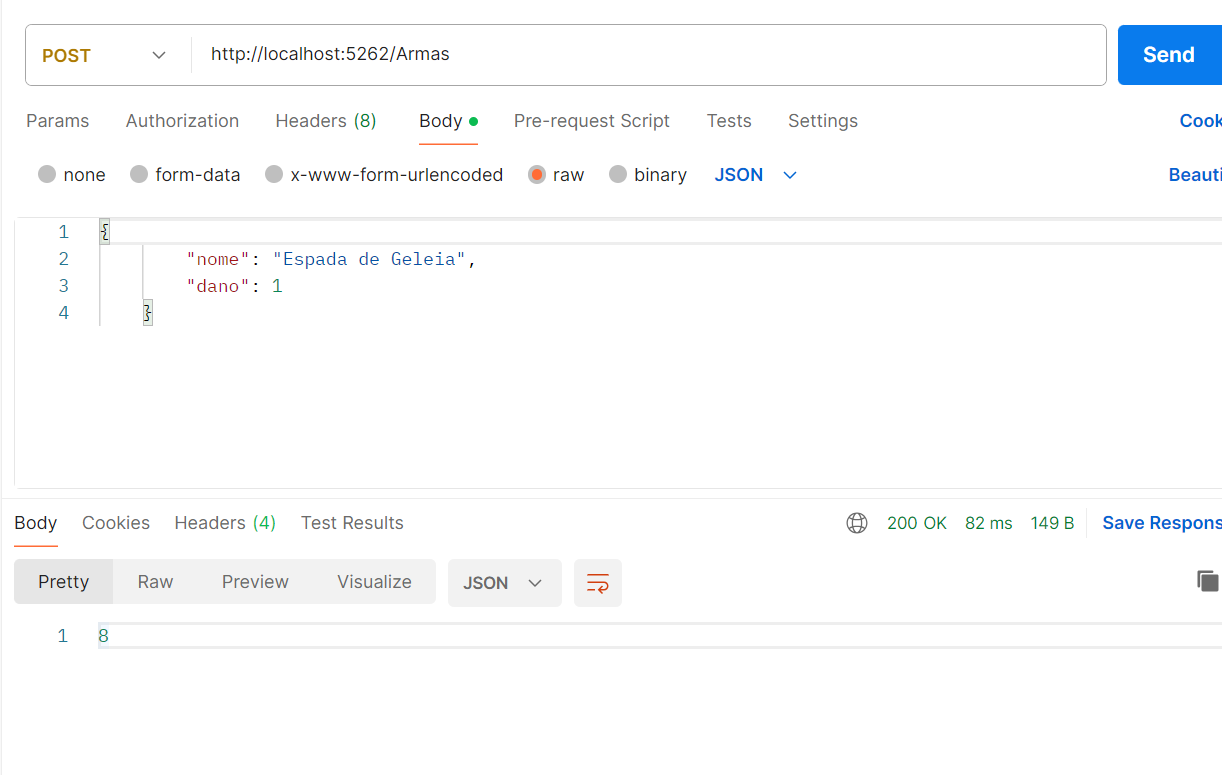 POST http://localhost:5262/Armas Send
Params Authorization Headers (8) Body Pre-request Script Tests Settings Cook
none form-data x-www-form-urlencoded raw binary JSON Beauti
1 {
2 "nome": "Espada de Geleia",
3 "dano": 1
4 }
Body Cookies Headers (4) Test Results 200 OK 82 ms 149 B Save Respons
Pretty Raw Preview Visualize JSON
1 8